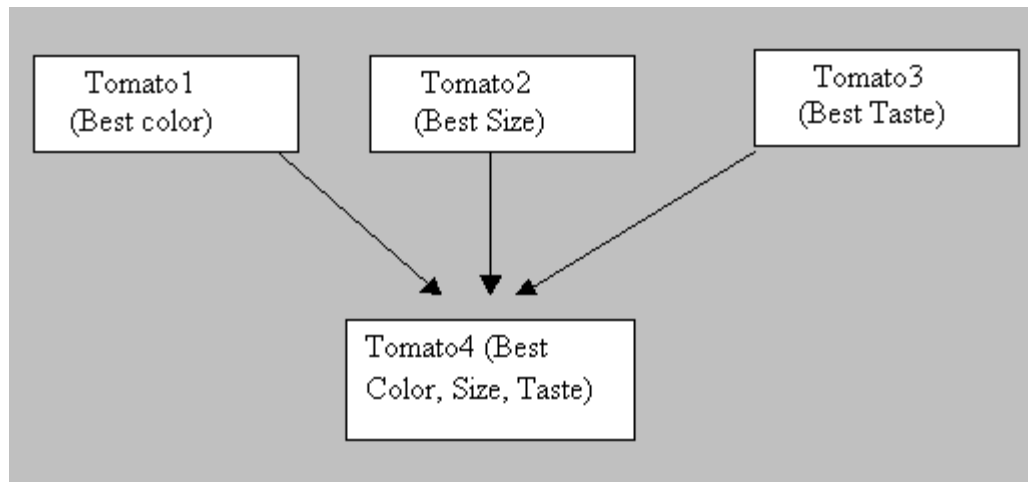 Tomato1
(Best color)
Tomato2
(Best Size)
Tomato3
(Best Taste)
Tomato4 (Best
Color, Size, Taste)